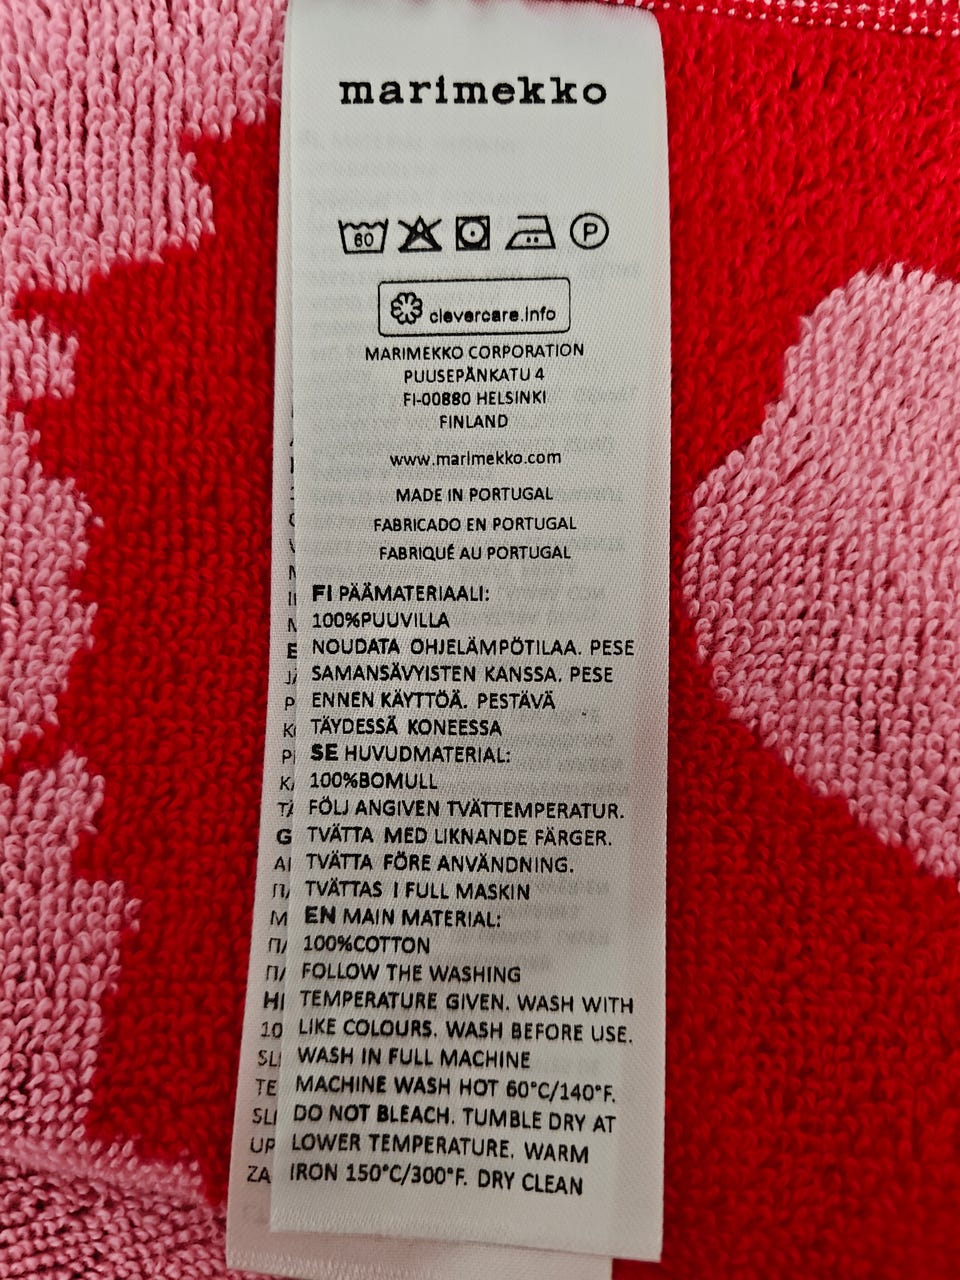 marimekko
60
P
clevercare.info
MARIMEKKO CORPORATION
PUUSEPÄNKATU 4
FI-00880 HELSINKI
FINLAND
www.marimekko.com
MADE IN PORTUGAL
FABRICADO EN PORTUGAL
FABRIQUÉ AU PORTUGAL
FI PÄÄMATERIAALI:
100%PUUVILLA
NOUDATA OHJELÄMPÖTILAA. PESE
SAMANSÄVYISTEN KANSSA. PESE
ENNEN KÄYTTÖÄ. PESTÄVÄ
TÄYDESSÄ KONEESSA
SE HUVUDMATERIAL:
100%BOMULL
FÖLJ ANGIVEN TVÄTTEMPERATUR.
TVÄTTA MED LIKNANDE FÄRGER.
TVÄTTA FÖRE ANVÄNDNING.
TVÄTTAS I FULL MASKIN
EN MAIN MATERIAL:
100%COTTON
FOLLOW THE WASHING
TEMPERATURE GIVEN. WASH WITH
LIKE COLOURS. WASH BEFORE USE.
WASH IN FULL MACHINE
MACHINE WASH HOT 60°C/140°F.
DO NOT BLEACH. TUMBLE DRY AT
LOWER TEMPERATURE. WARM
IRON 150°C/300°F. DRY CLEAN